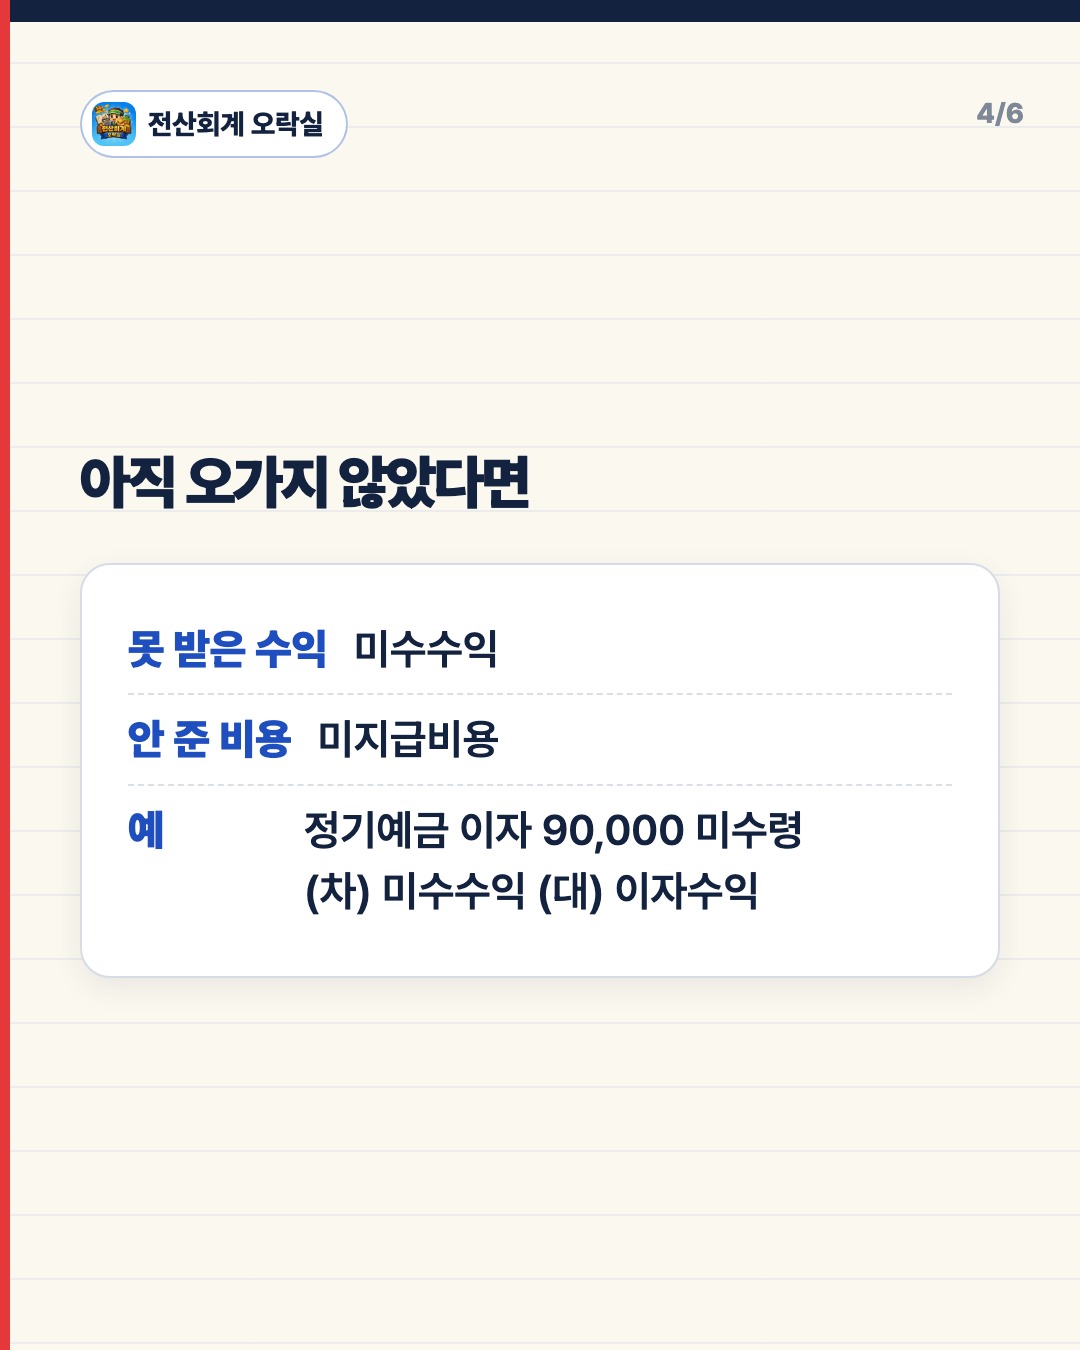 전산회계 오락실
4/6
아직 오가지 않았다면
못 받은 수익 미수수익
안 준 비용 미지급비용
예 정기예금 이자 90,000 미수령
(차) 미수수익 (대) 이자수익